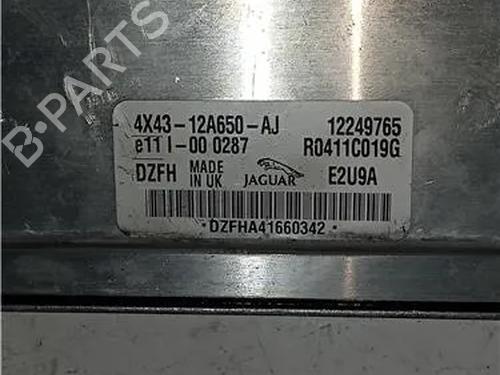 B-PARTS
4X43-12A650-AJ 12249765
e11 I-00 0287 R0411C019G
DZFH MADE IN UK JAGUAR E2U9A
•DZFHA41660342•